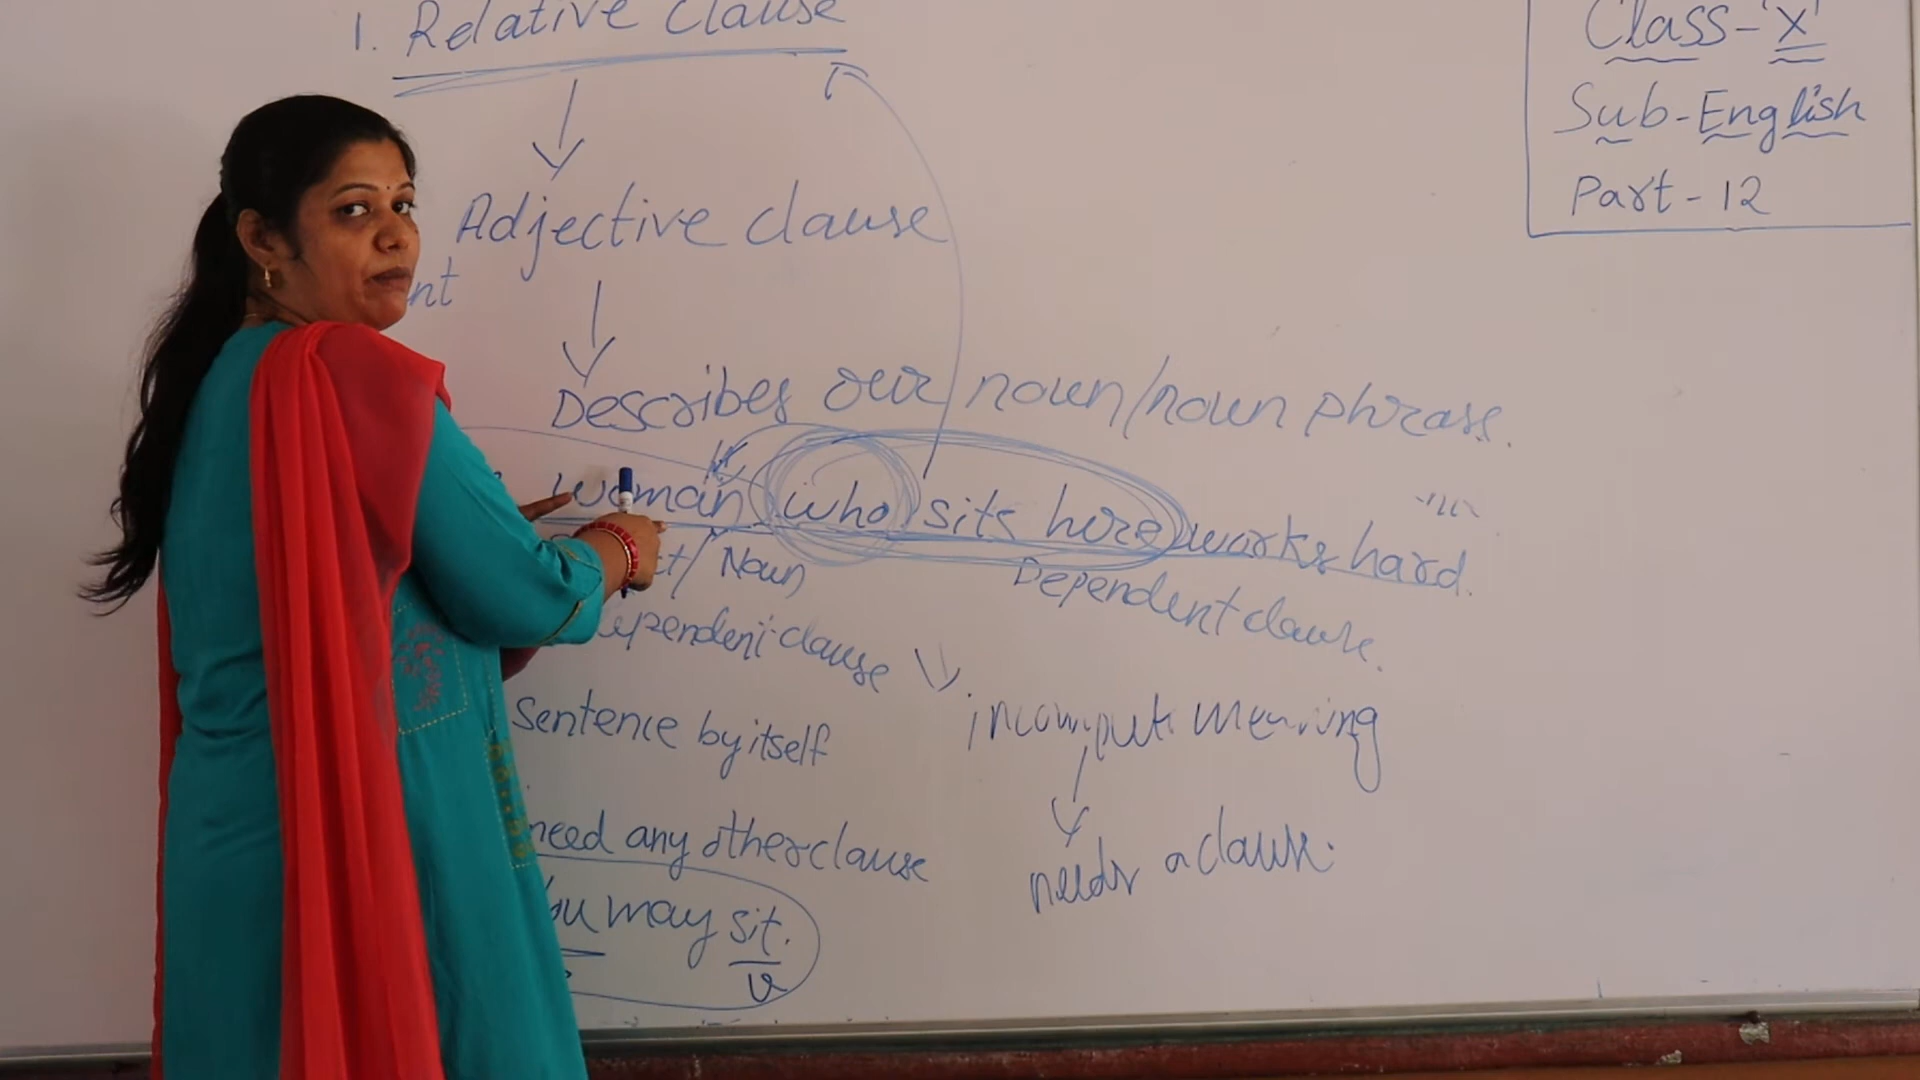 1. Relative Clause
Class-'X'
Sub-English
Part-12
Adjective clause
nt
Describes our noun/noun phrase.
woman who sits here works hard.
ct/Noun
Dependent clause.
ependent clause
Sentence by itself
incomplete meaning
need any other clause
needs a clause.
ou may sit.
v